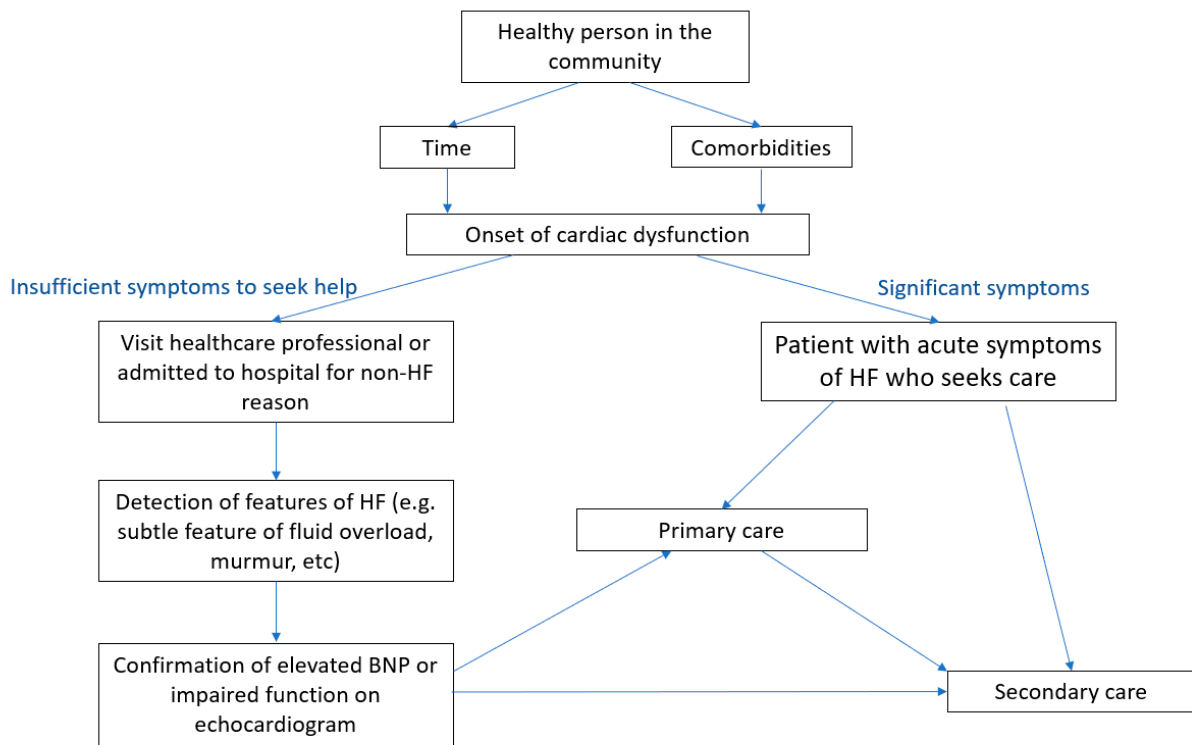 Healthy person in the
community
Time
Comorbidities
Onset of cardiac dysfunction
Insufficient symptoms to seek help
Significant symptoms
Visit healthcare professional or
admitted to hospital for non-HF
reason
Patient with acute symptoms
of HF who seeks care
Detection of features of HF (e.g.
subtle feature of fluid overload,
murmur, etc)
Primary care
Confirmation of elevated BNP or
impaired function on
echocardiogram
Secondary care